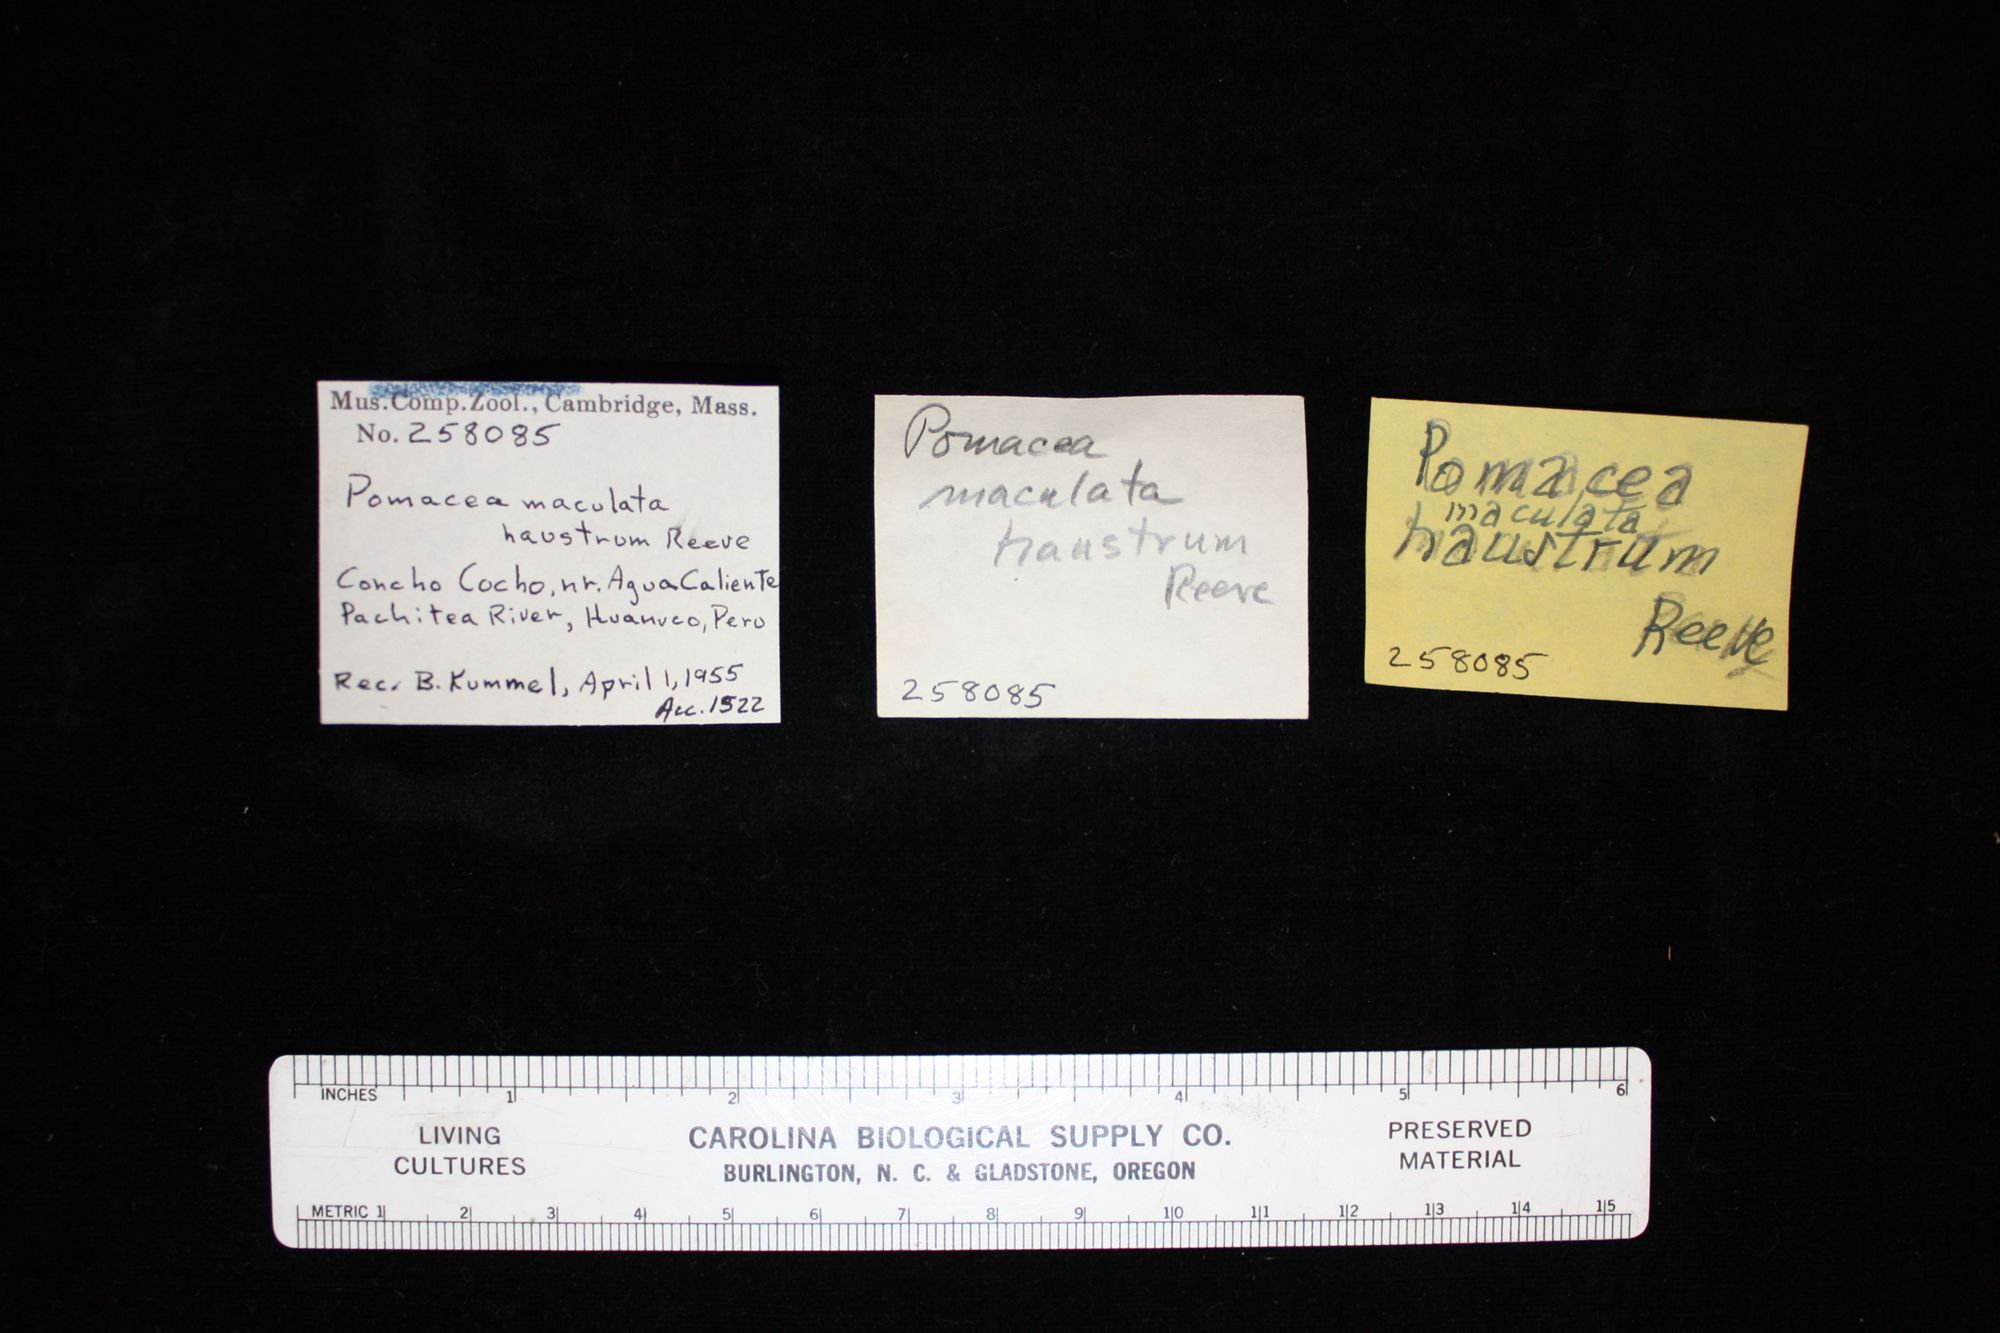 Mus.Comp.Zool., Cambridge, Mass.
No. 258085
Pomacea maculata
haustrum Reeve
Concho Cocho, nr. Agua Caliente
Pachitea River, Huanuco, Peru
Rec. B. Kummel, April 1, 1955
Acc. 1522
Pomacea
maculata
haustrum
Reeve
258085
Pomacea
maculata
haustrum
Reeve
258085
INCHES 1 2 3 4 5 6
LIVING
CULTURES
CAROLINA BIOLOGICAL SUPPLY CO.
BURLINGTON, N. C. & GLADSTONE, OREGON
PRESERVED
MATERIAL
METRIC 1 2 3 4 5 6 7 8 9 10 11 12 13 14 15